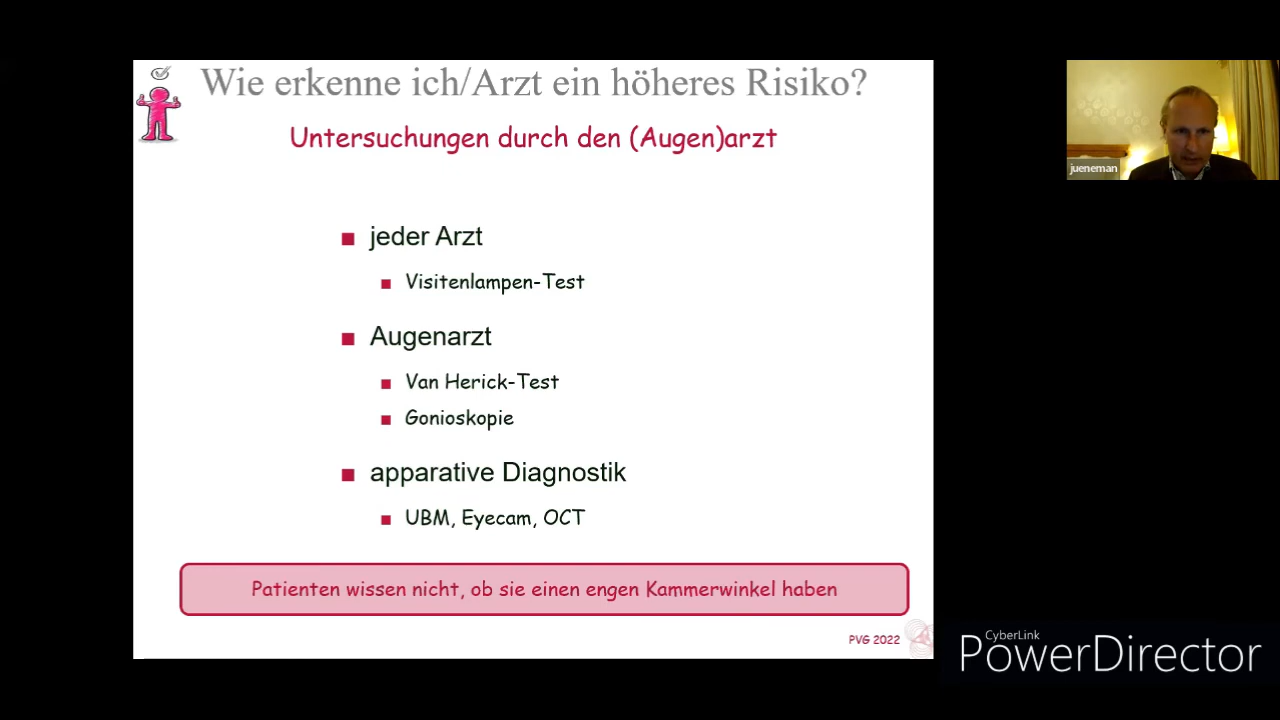 Wie erkenne ich/Arzt ein höheres Risiko?
Untersuchungen durch den (Augen)arzt
jeder Arzt
Visitenlampen-Test
Augenarzt
Van Herick-Test
Gonioskopie
apparative Diagnostik
UBM, Eyecam, OCT
Patienten wissen nicht, ob sie einen engen Kammerwinkel haben
PVG 2022
jueneman
CyberLink
PowerDirector